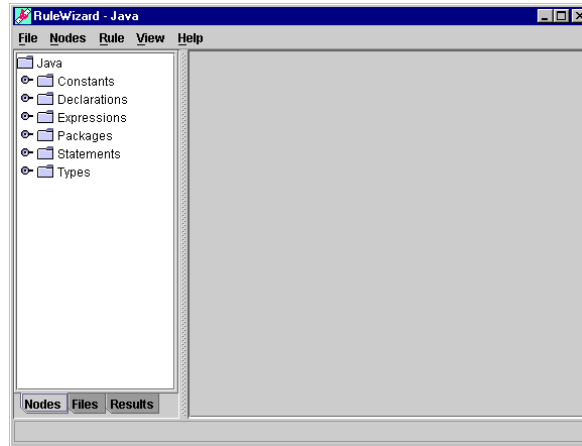 RuleWizard - Java
File Nodes Rule View Help
Java
Constants
Declarations
Expressions
Packages
Statements
Types
Nodes Files Results